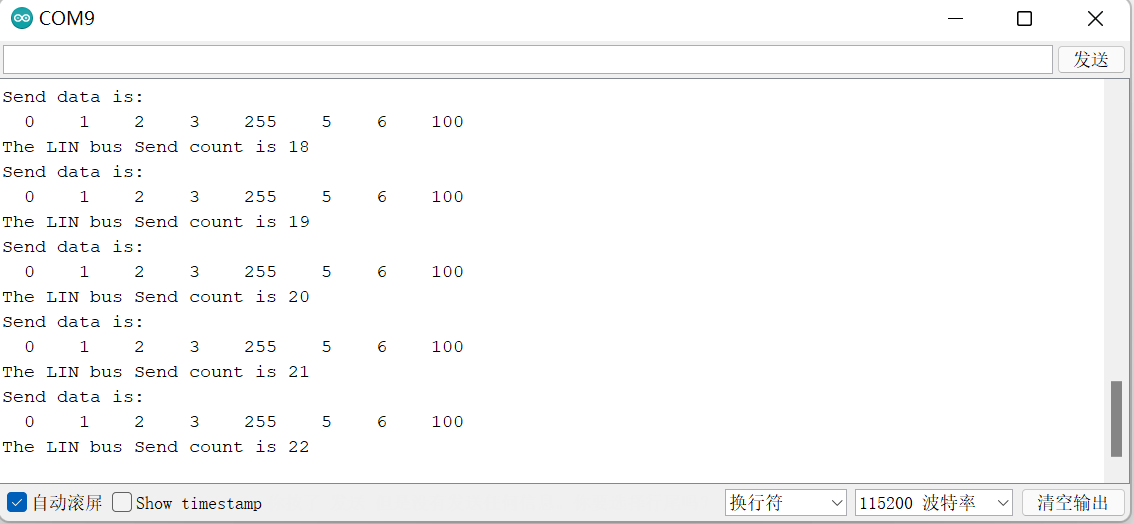 COM9
发送
Send data is:
0 1 2 3 255 5 6 100
The LIN bus Send count is 18
Send data is:
0 1 2 3 255 5 6 100
The LIN bus Send count is 19
Send data is:
0 1 2 3 255 5 6 100
The LIN bus Send count is 20
Send data is:
0 1 2 3 255 5 6 100
The LIN bus Send count is 21
Send data is:
0 1 2 3 255 5 6 100
The LIN bus Send count is 22
自动滚屏 Show timestamp 换行符 115200 波特率 清空输出